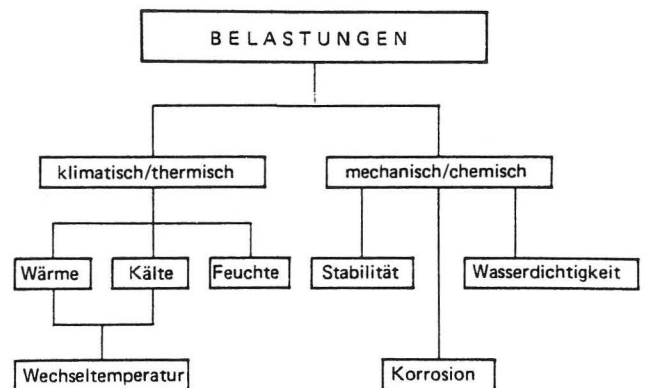 BELASTUNGEN
klimatisch/thermisch
mechanisch/chemisch
Wärme
Kälte
Feuchte
Stabilität
Wasserdichtigkeit
Wechseltemperatur
Korrosion